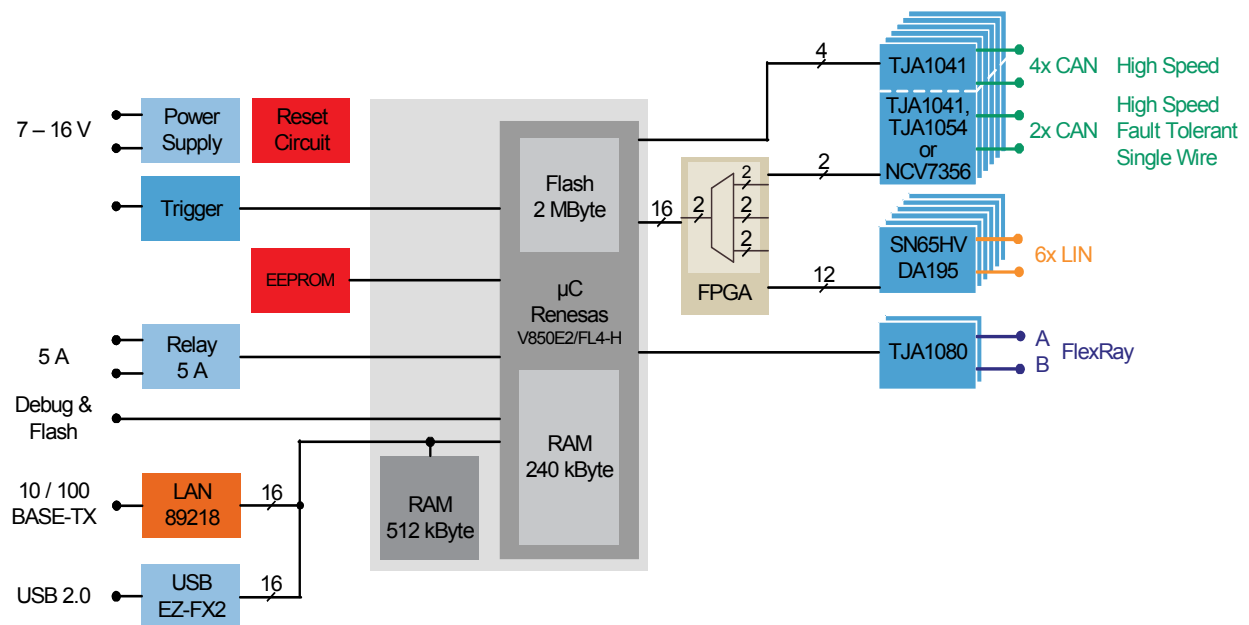 7 – 16 V
Power
Supply
Reset
Circuit
Trigger
EEPROM
5 A
Relay
5 A
Debug &
Flash
10 / 100
BASE-TX
LAN
89218
16
USB 2.0
USB
EZ-FX2
16
RAM
512 kByte
Flash
2 MByte
µC
Renesas
V850E2/FL4-H
RAM
240 kByte
16
2
2
2
2
FPGA
4
2
12
TJA1041
TJA1041,
TJA1054
or
NCV7356
4x CAN High Speed
2x CAN
High Speed
Fault Tolerant
Single Wire
SN65HV
DA195
6x LIN
TJA1080
A
B
FlexRay